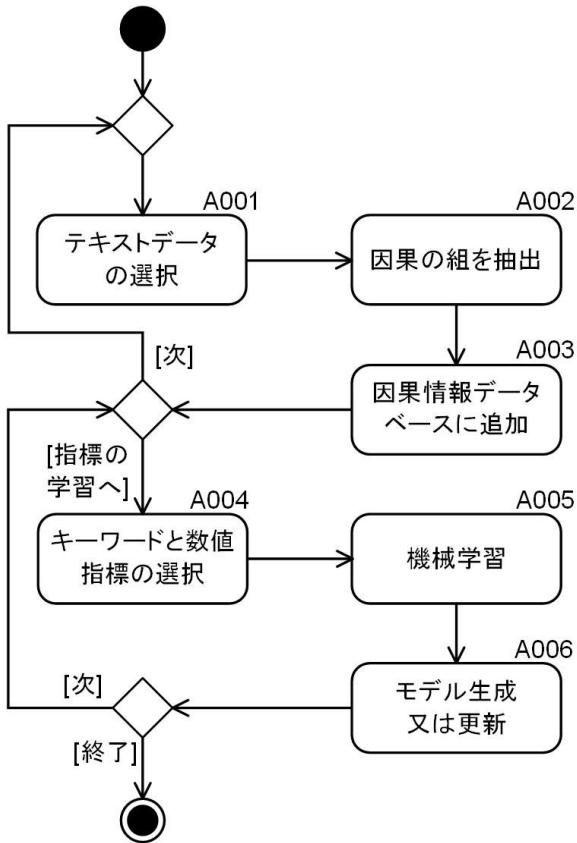 A001
テキストデータ
の選択
A002
因果の組を抽出
A003
因果情報データ
ベースに追加
[次]
[指標の
学習へ]
A004
キーワードと数値
指標の選択
A005
機械学習
A006
モデル生成
又は更新
[次]
[終了]